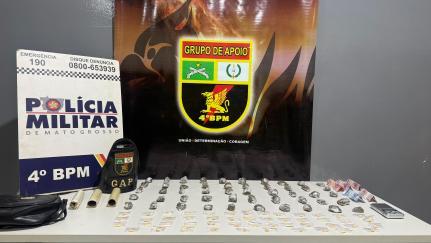 EMERGÊNCIA
190
DISQUE DENÚNCIA
0800-653939
POLÍCIA
MILITAR
DE MATO GROSSO
4º BPM
GAP
GRUPO DE APOIO
4º BPM
UNIÃO - DETERMINAÇÃO - CORAGEM